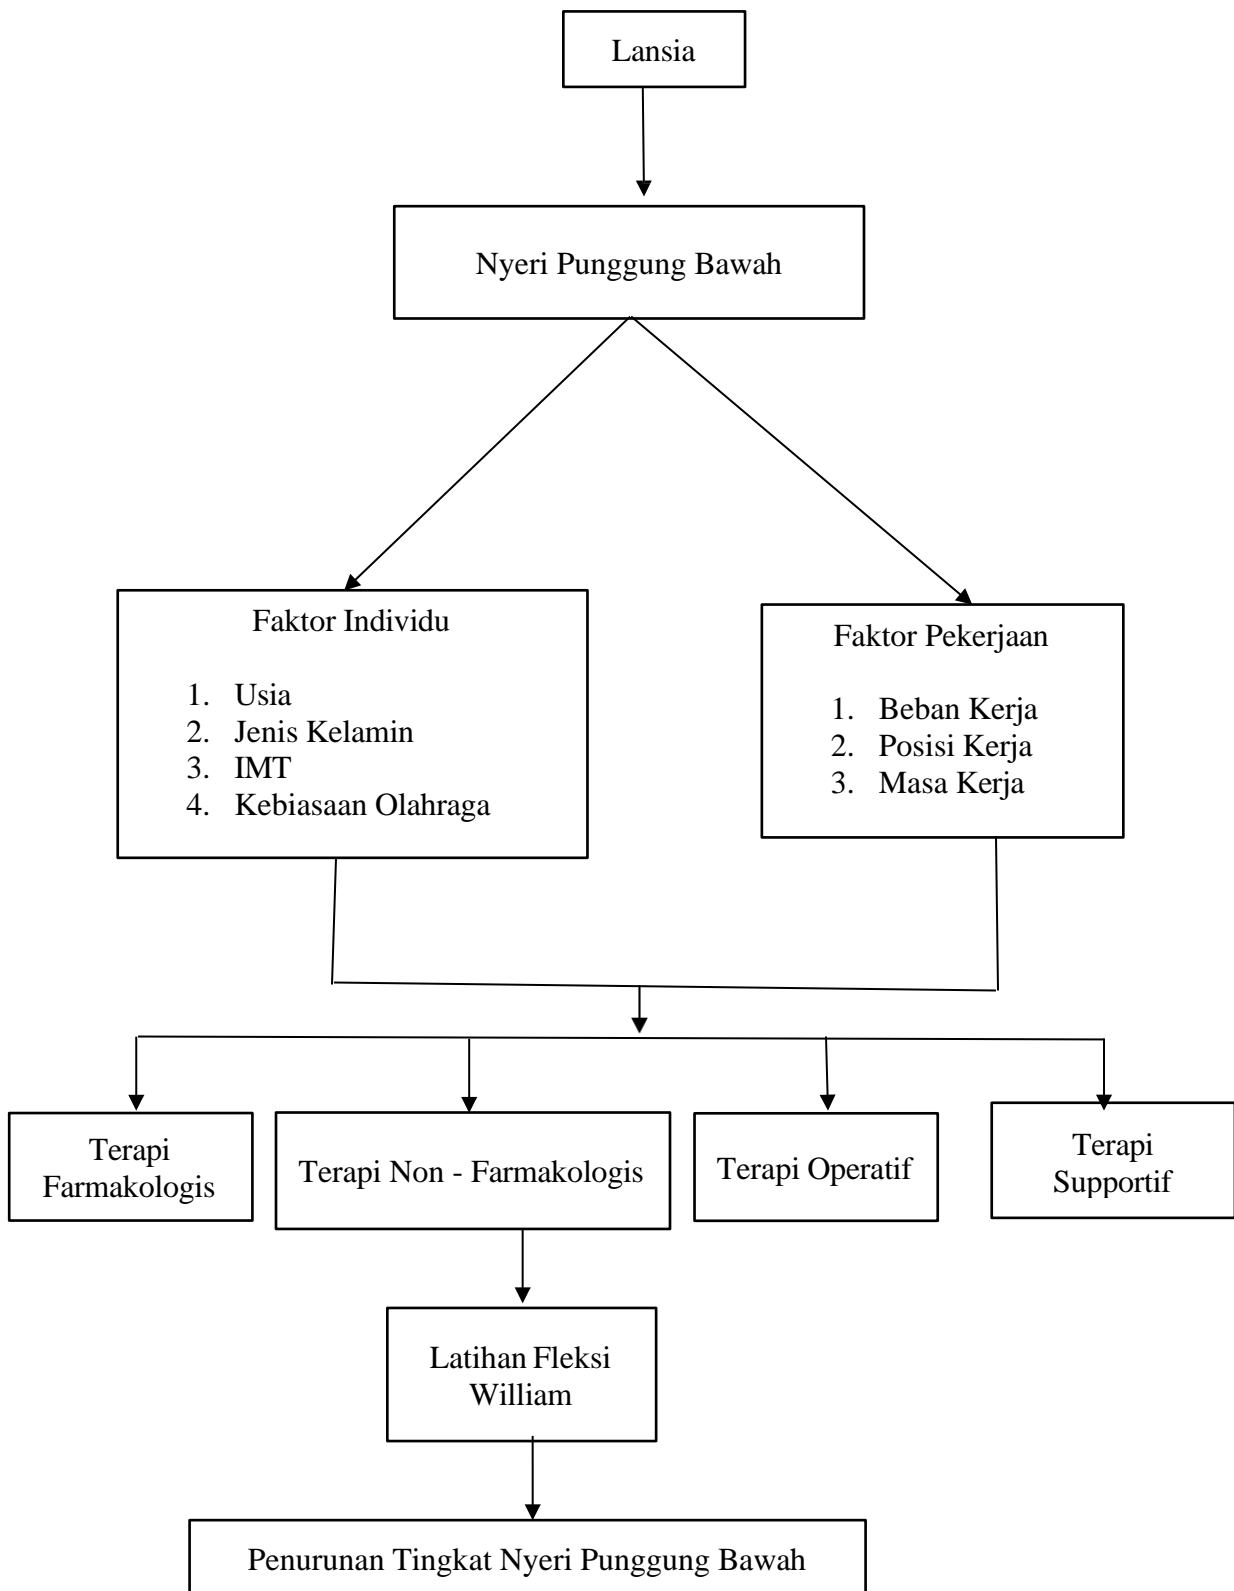 Lansia
Nyeri Punggung Bawah
Faktor Individu
1. Usia
2. Jenis Kelamin
3. IMT
4. Kebiasaan Olahraga
Faktor Pekerjaan
1. Beban Kerja
2. Posisi Kerja
3. Masa Kerja
Terapi
Farmakologis
Terapi Non - Farmakologis
Terapi Operatif
Terapi
Supportif
Latihan Fleksi
William
Penurunan Tingkat Nyeri Punggung Bawah